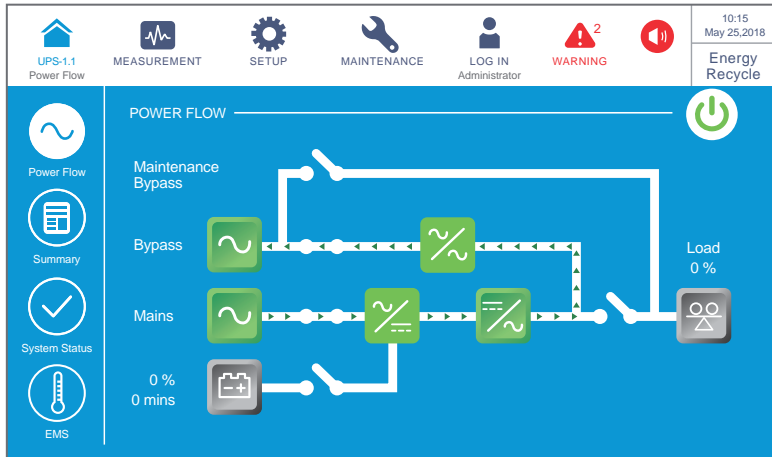 10:15
May 25,2018
2
UPS-1.1
Power Flow
MEASUREMENT
SETUP
MAINTENANCE
LOG IN
Administrator
WARNING
Energy
Recycle
POWER FLOW
Power Flow
Maintenance
Bypass
Summary
Bypass
Load
0 %
Mains
System Status
0 %
0 mins
EMS